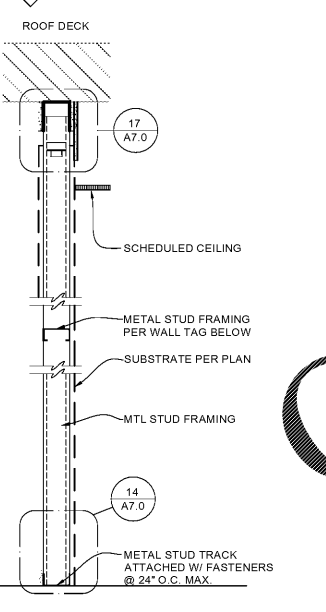 ROOF DECK
17
A7.0
SCHEDULED CEILING
METAL STUD FRAMING
PER WALL TAG BELOW
SUBSTRATE PER PLAN
MTL STUD FRAMING
14
A7.0
METAL STUD TRACK
ATTACHED W/ FASTENERS
@ 24" O.C. MAX.